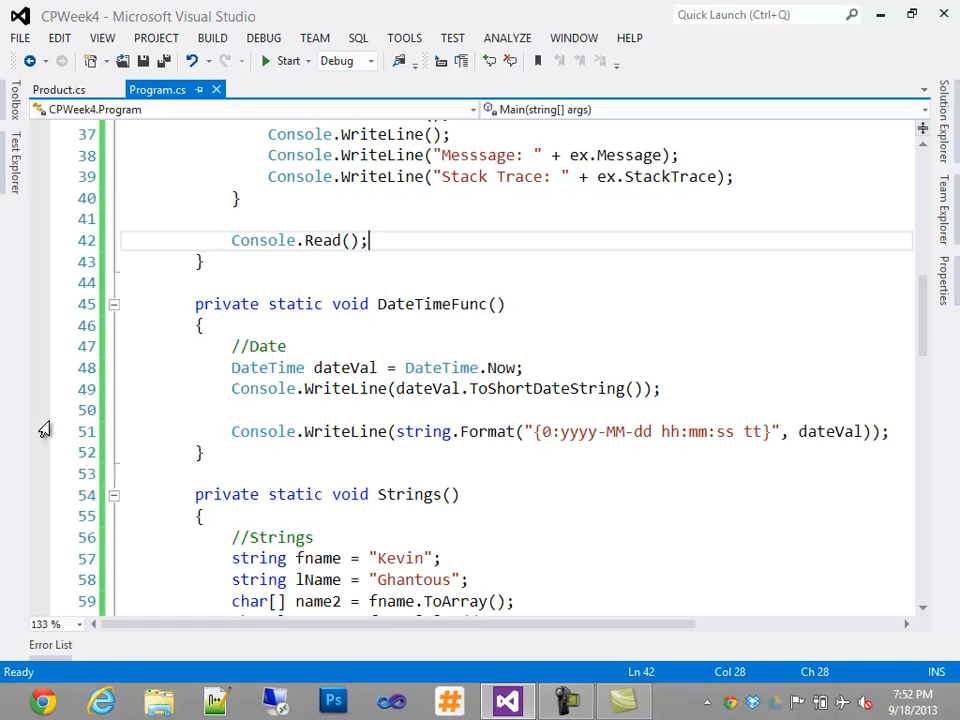 CPWeek4 - Microsoft Visual Studio
Quick Launch (Ctrl+Q)
FILE EDIT VIEW PROJECT BUILD DEBUG TEAM SQL TOOLS TEST ANALYZE WINDOW HELP
Start Debug
Product.cs Program.cs
CPWeek4.Program Main(string[] args)
Toolbox
Test Explorer
Solution Explorer
Team Explorer
Properties
37 Console.WriteLine();
38 Console.WriteLine("Messsage: " + ex.Message);
39 Console.WriteLine("Stack Trace: " + ex.StackTrace);
40 }
41
42 Console.Read();
43 }
44
45 private static void DateTimeFunc()
46 {
47 //Date
48 DateTime dateVal = DateTime.Now;
49 Console.WriteLine(dateVal.ToShortDateString());
50
51 Console.WriteLine(string.Format("{0:yyyy-MM-dd hh:mm:ss tt}", dateVal));
52 }
53
54 private static void Strings()
55 {
56 //Strings
57 string fname = "Kevin";
58 string lName = "Ghantous";
59 char[] name2 = fname.ToArray();
133 %
Error List
Ready Ln 42 Col 28 Ch 28 INS
Ps
7:52 PM
9/18/2013